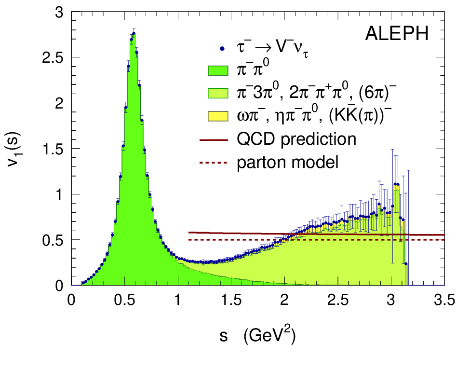 ALEPH
τ⁻ → V⁻ν_τ
π⁻π⁰
π⁻3π⁰, 2π⁻π⁺π⁰, (6π)⁻
ωπ⁻, ηπ⁻π⁰, (KK̄(π))⁻
QCD prediction
parton model
v₁(s)
3
2.5
2
1.5
1
0.5
0
0 0.5 1 1.5 2 2.5 3 3.5
s (GeV²)